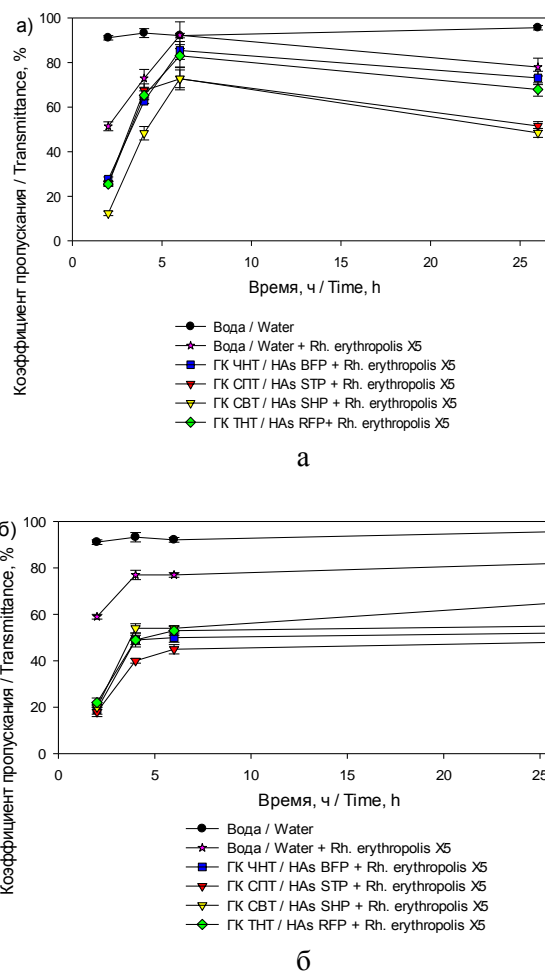 а)
Коэффициент пропускания / Transmittance, %
100
80
60
40
20
0
0 5 10 15 20 25
Время, ч / Time, h
Вода / Water
Вода / Water + Rh. erythropolis X5
ГК ЧНТ / HAs BFP + Rh. erythropolis X5
ГК СПТ / HAs STP + Rh. erythropolis X5
ГК СВТ / HAs SHP + Rh. erythropolis X5
ГК ТНТ / HAs RFP+ Rh. erythropolis X5
а
б)
Коэффициент пропускания / Transmittance, %
100
80
60
40
20
0
0 5 10 15 20 25
Время, ч / Time, h
Вода / Water
Вода / Water + Rh. erythropolis X5
ГК ЧНТ / HAs BFP + Rh. erythropolis X5
ГК СПТ / HAs STP + Rh. erythropolis X5
ГК СВТ / HAs SHP + Rh. erythropolis X5
ГК ТНТ / HAs RFP + Rh. erythropolis X5
б